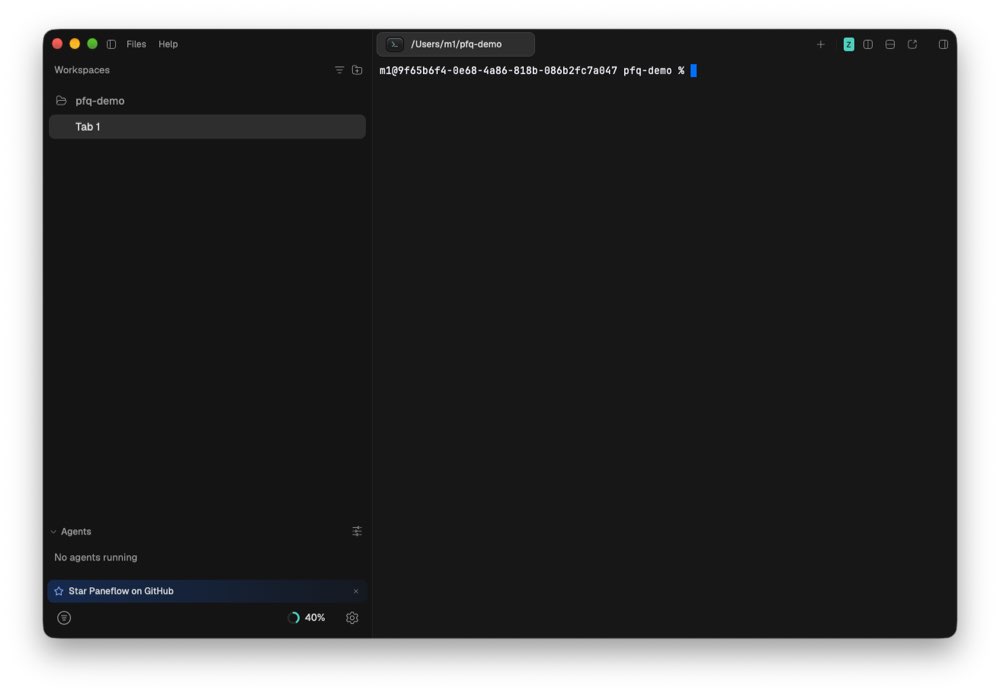 Files Help
/Users/m1/pfq-demo
Z
Workspaces
m1@9f65b6f4-0e68-4a86-818b-086b2fc7a047 pfq-demo %
pfq-demo
Tab 1
Agents
No agents running
Star Paneflow on GitHub
40%